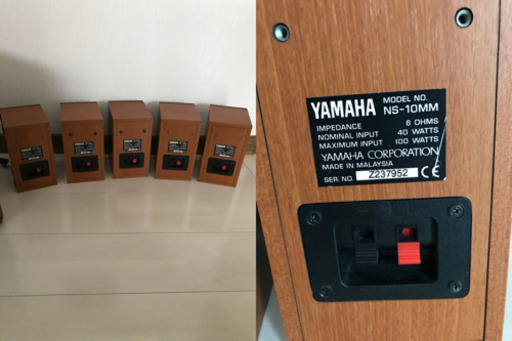 YAMAHA MODEL NO. NS-10MM
IMPEDANCE 6 OHMS
NOMINAL INPUT 40 WATTS
MAXIMUM INPUT 100 WATTS
YAMAHA CORPORATION
MADE IN MALAYSIA
SER. NO. Z237952 CE